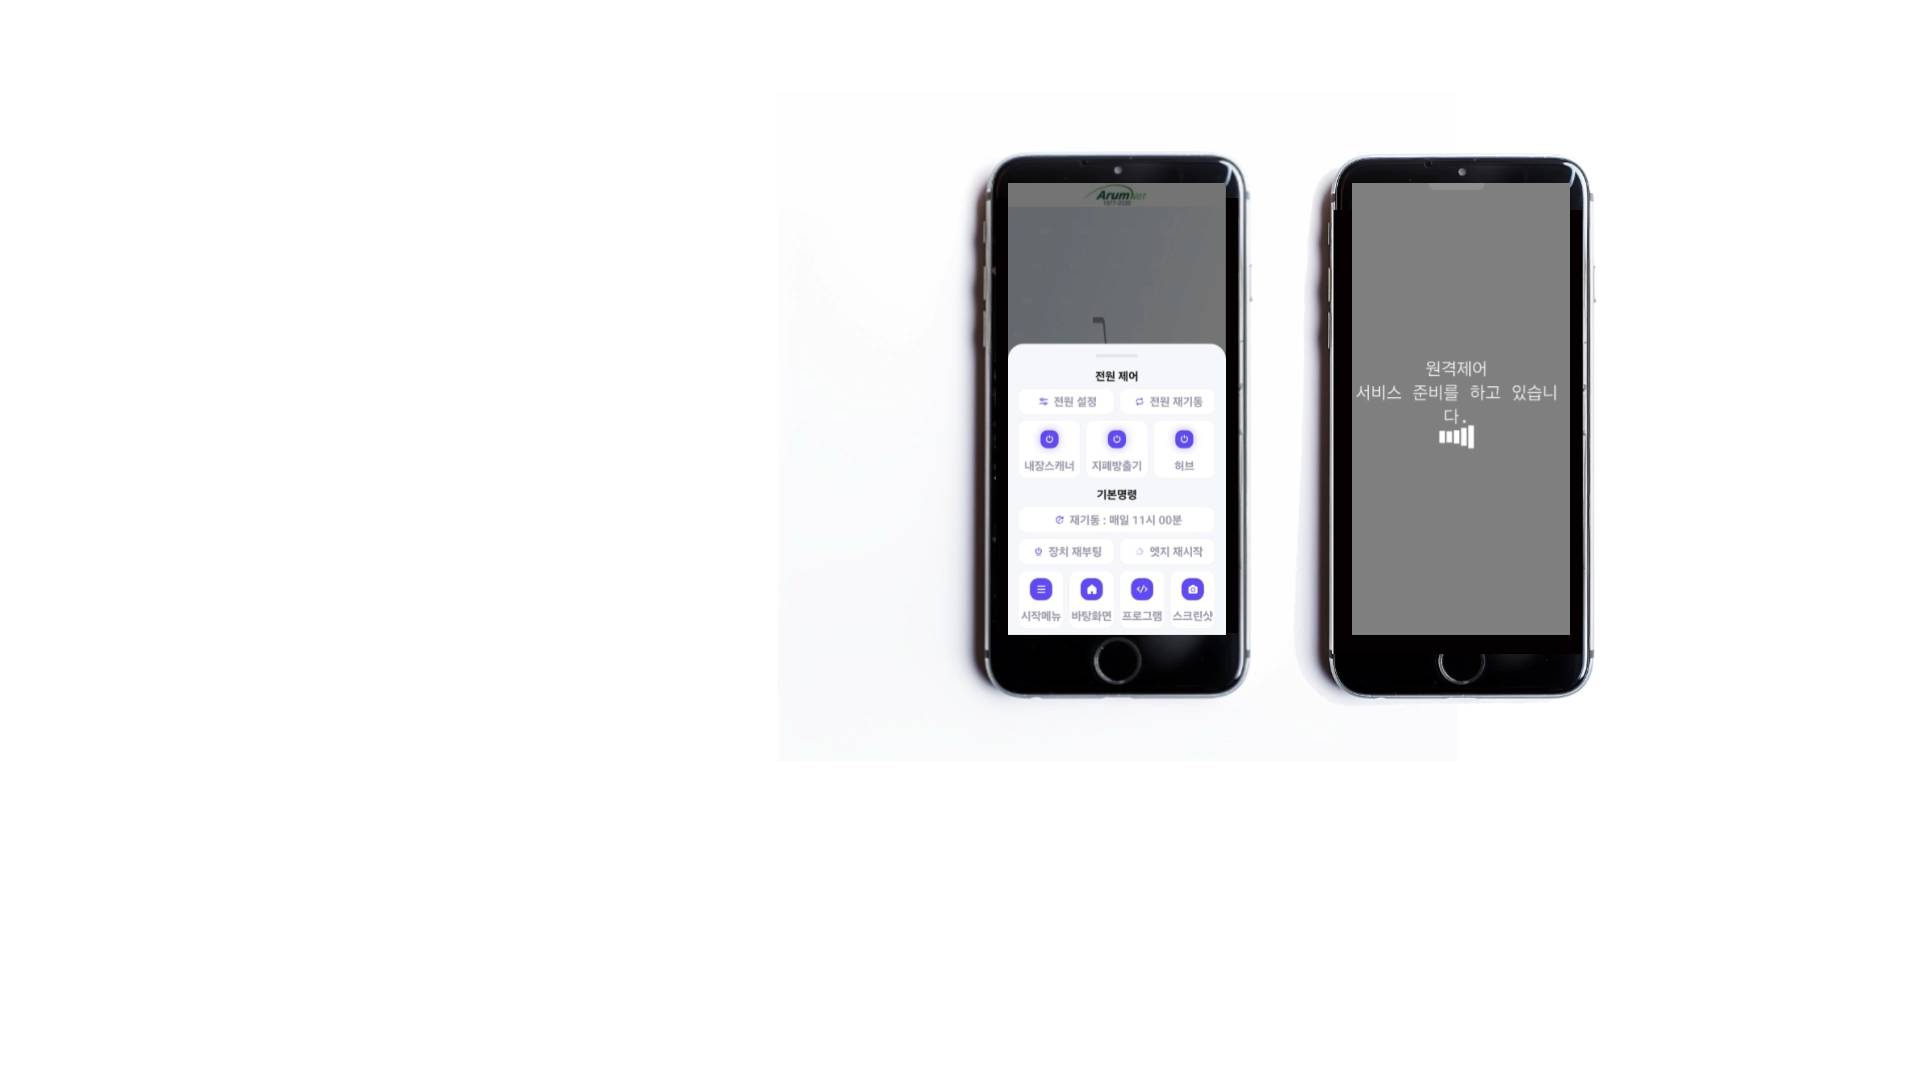 ArumNet
1877-2030
전원 제어
전원 설정
전원 재기동
내장스캐너
지폐방출기
허브
기본명령
재기동 : 매일 11시 00분
장치 재부팅
엣지 재시작
시작메뉴
바탕화면
프로그램
스크린샷
원격제어
서비스 준비를 하고 있습니
다.